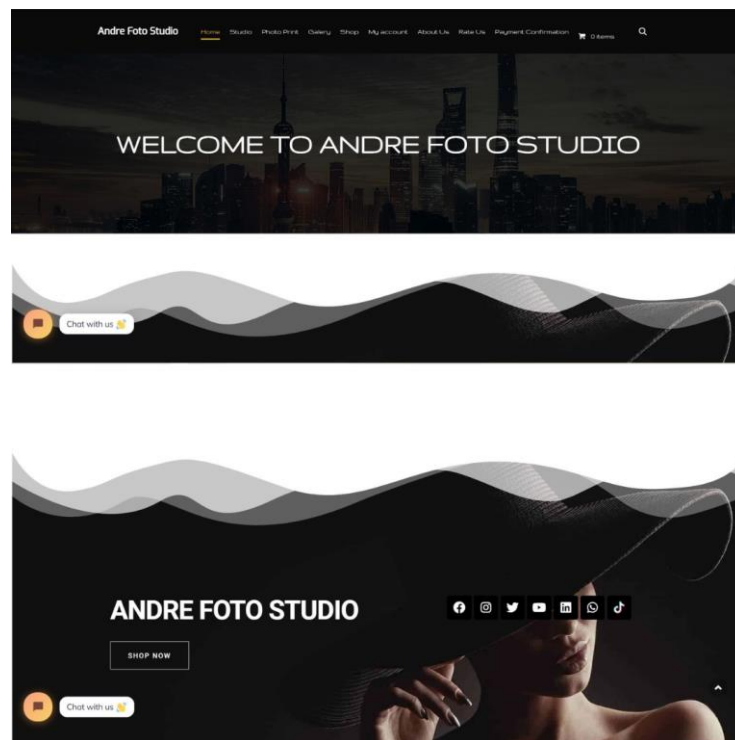 Andre Foto Studio Home Studio Photo Print Galery Shop My account About Us Rate Us Payment Confirmation 0 items
WELCOME TO ANDRE FOTO STUDIO
Chat with us 👋
ANDRE FOTO STUDIO
SHOP NOW
Chat with us 👋